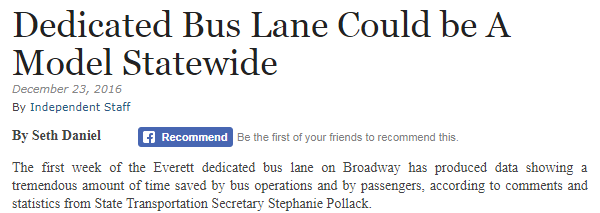 Dedicated Bus Lane Could be A
Model Statewide
December 23, 2016
By Independent Staff
By Seth Daniel Recommend Be the first of your friends to recommend this.
The first week of the Everett dedicated bus lane on Broadway has produced data showing a
tremendous amount of time saved by bus operations and by passengers, according to comments and
statistics from State Transportation Secretary Stephanie Pollack.